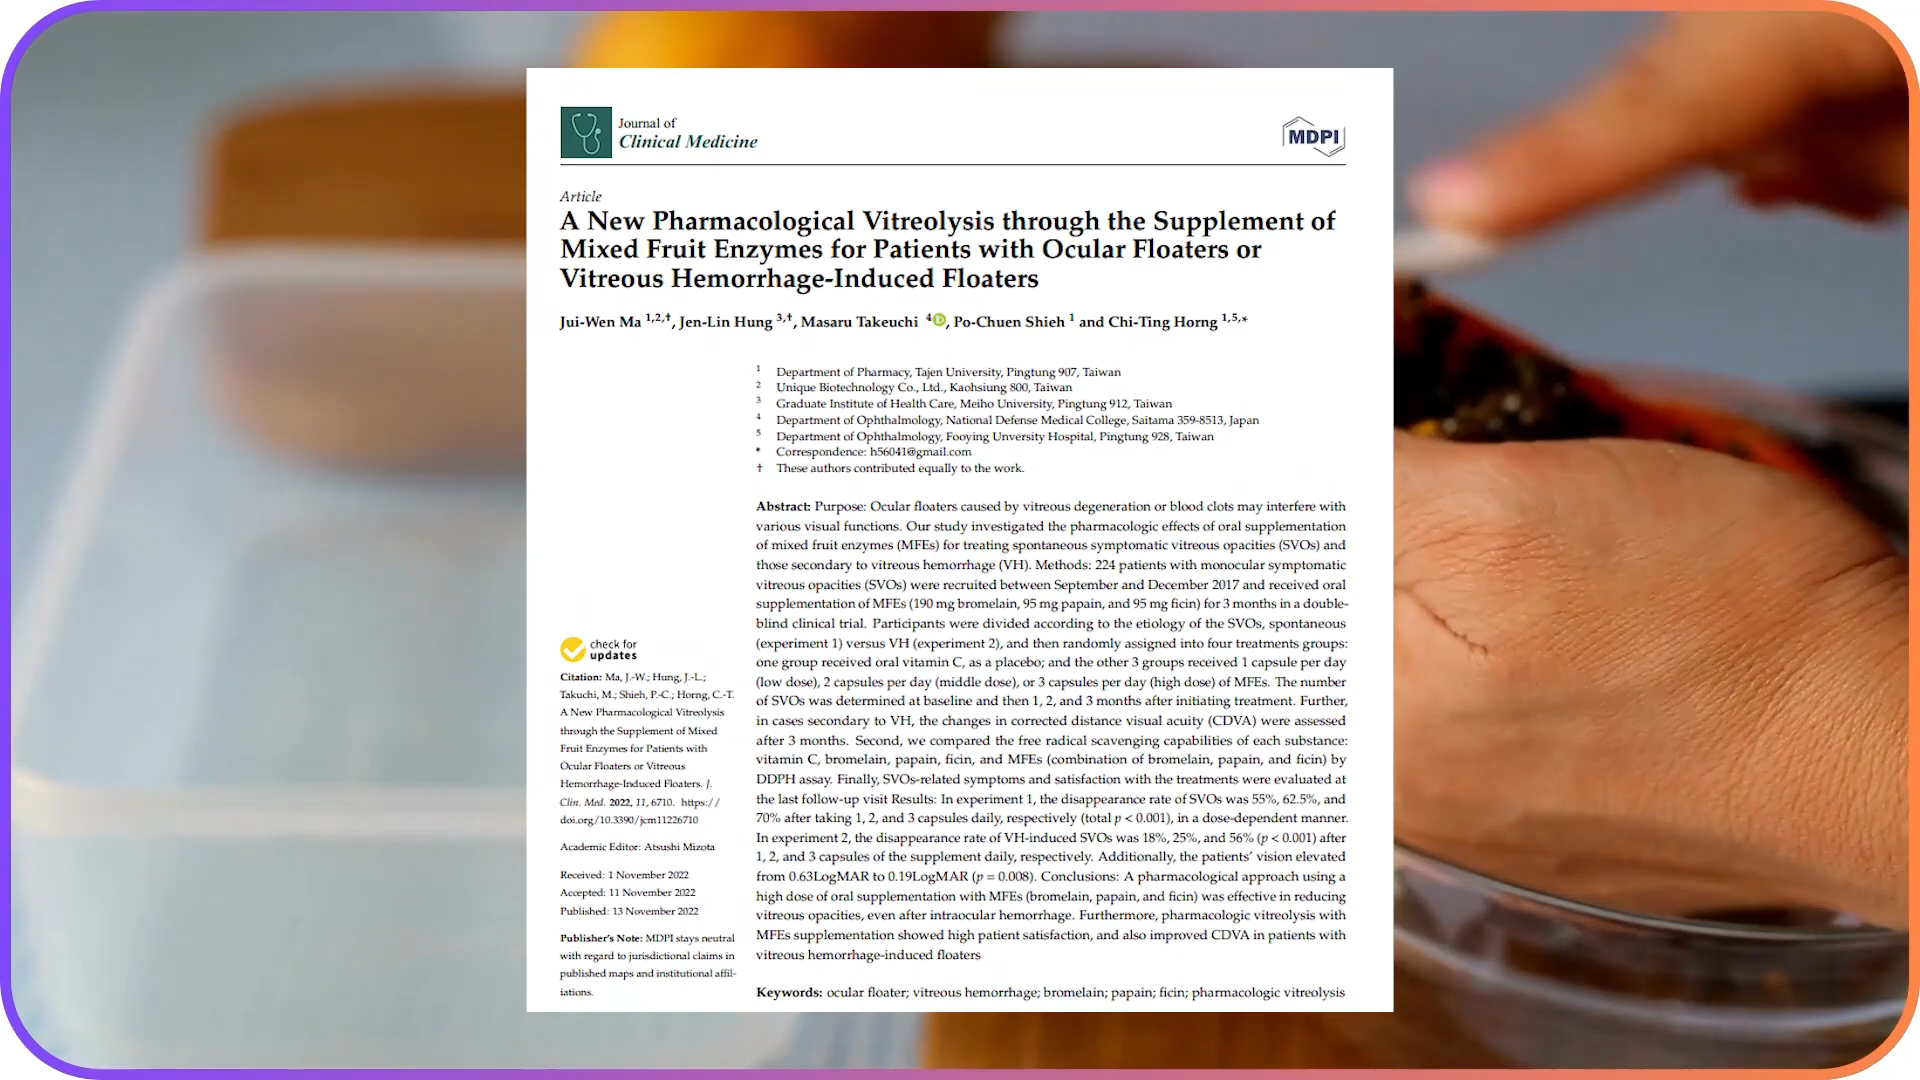 Journal of
Clinical Medicine
MDPI
Article
A New Pharmacological Vitreolysis through the Supplement of
Mixed Fruit Enzymes for Patients with Ocular Floaters or
Vitreous Hemorrhage-Induced Floaters
Jui-Wen Ma 1,2,†, Jen-Lin Hung 3,†, Masaru Takeuchi 4, Po-Chuen Shieh 1 and Chi-Ting Horng 1,5,*
1 Department of Pharmacy, Tajen University, Pingtung 907, Taiwan
2 Unique Biotechnology Co., Ltd., Kaohsiung 800, Taiwan
3 Graduate Institute of Health Care, Meiho University, Pingtung 912, Taiwan
4 Department of Ophthalmology, National Defense Medical College, Saitama 359-8513, Japan
5 Department of Ophthalmology, Fooying Unversity Hospital, Pingtung 928, Taiwan
* Correspondence: h56041@gmail.com
† These authors contributed equally to the work.
Abstract: Purpose: Ocular floaters caused by vitreous degeneration or blood clots may interfere with
various visual functions. Our study investigated the pharmacologic effects of oral supplementation
of mixed fruit enzymes (MFEs) for treating spontaneous symptomatic vitreous opacities (SVOs) and
those secondary to vitreous hemorrhage (VH). Methods: 224 patients with monocular symptomatic
vitreous opacities (SVOs) were recruited between September and December 2017 and received oral
supplementation of MFEs (190 mg bromelain, 95 mg papain, and 95 mg ficin) for 3 months in a double-
blind clinical trial. Participants were divided according to the etiology of the SVOs, spontaneous
(experiment 1) versus VH (experiment 2), and then randomly assigned into four treatments groups:
one group received oral vitamin C, as a placebo; and the other 3 groups received 1 capsule per day
(low dose), 2 capsules per day (middle dose), or 3 capsules per day (high dose) of MFEs. The number
of SVOs was determined at baseline and then 1, 2, and 3 months after initiating treatment. Further,
in cases secondary to VH, the changes in corrected distance visual acuity (CDVA) were assessed
after 3 months. Second, we compared the free radical scavenging capabilities of each substance:
vitamin C, bromelain, papain, ficin, and MFEs (combination of bromelain, papain, and ficin) by
DDPH assay. Finally, SVOs-related symptoms and satisfaction with the treatments were evaluated at
the last follow-up visit Results: In experiment 1, the disappearance rate of SVOs was 55%, 62.5%, and
70% after taking 1, 2, and 3 capsules daily, respectively (total p < 0.001), in a dose-dependent manner.
In experiment 2, the disappearance rate of VH-induced SVOs was 18%, 25%, and 56% (p < 0.001) after
1, 2, and 3 capsules of the supplement daily, respectively. Additionally, the patients' vision elevated
from 0.63LogMAR to 0.19LogMAR (p = 0.008). Conclusions: A pharmacological approach using a
high dose of oral supplementation with MFEs (bromelain, papain, and ficin) was effective in reducing
vitreous opacities, even after intraocular hemorrhage. Furthermore, pharmacologic vitreolysis with
MFEs supplementation showed high patient satisfaction, and also improved CDVA in patients with
vitreous hemorrhage-induced floaters
Keywords: ocular floater; vitreous hemorrhage; bromelain; papain; ficin; pharmacologic vitreolysis
check for
updates
Citation: Ma, J.-W.; Hung, J.-L.;
Takuchi, M.; Shieh, P.-C.; Horng, C.-T.
A New Pharmacological Vitreolysis
through the Supplement of Mixed
Fruit Enzymes for Patients with
Ocular Floaters or Vitreous
Hemorrhage-Induced Floaters. J.
Clin. Med. 2022, 11, 6710. https://
doi.org/10.3390/jcm11226710
Academic Editor: Atsushi Mizota
Received: 1 November 2022
Accepted: 11 November 2022
Published: 13 November 2022
Publisher's Note: MDPI stays neutral
with regard to jurisdictional claims in
published maps and institutional affil-
iations.